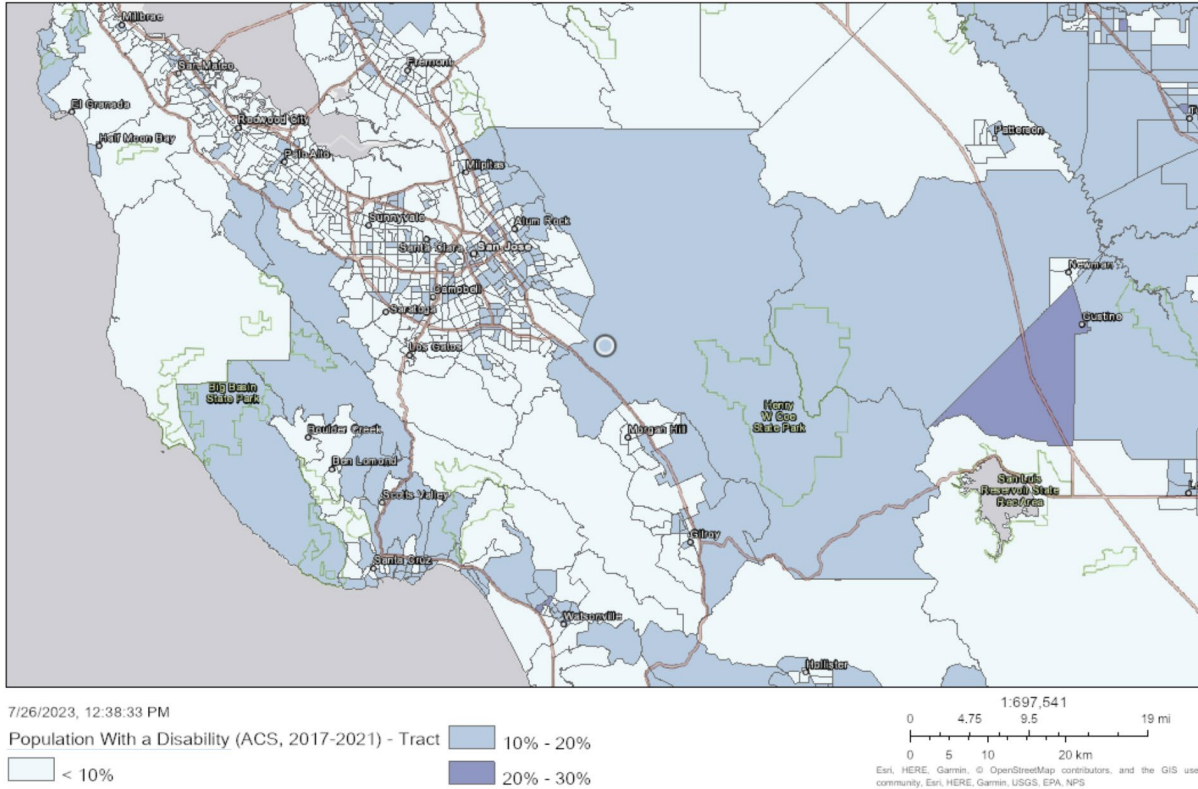 Millbrae
San Mateo
Fremont
El Granada
Redwood City
Half Moon Bay
Palo Alto
Patterson
Milpitas
Sunnyvale
Alum Rock
Santa Clara
San Jose
Newman
Campbell
Saratoga
Gustine
Los Gatos
Big Basin
State Park
Henry
W Coe
State Park
Boulder Creek
Morgan Hill
Ben Lomond
San Luis
Reservoir State
Rec Area
Scotts Valley
Gilroy
Santa Cruz
Watsonville
Hollister
7/26/2023, 12:38:33 PM
Population With a Disability (ACS, 2017-2021) - Tract
< 10%
10% - 20%
20% - 30%
1:697,541
0 4.75 9.5 19 mi
0 5 10 20 km
Esri, HERE, Garmin, © OpenStreetMap contributors, and the GIS use
community, Esri, HERE, Garmin, USGS, EPA, NPS